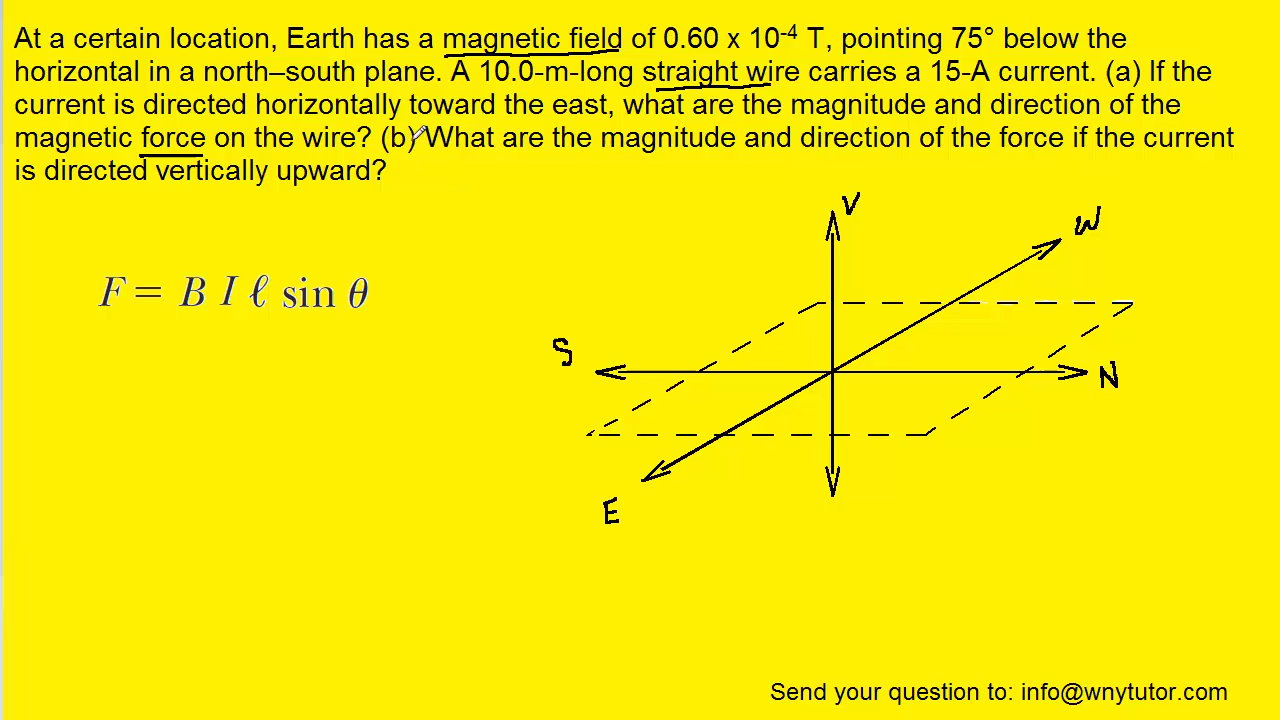 At a certain location, Earth has a magnetic field of 0.60 x 10⁻⁴ T, pointing 75° below the
horizontal in a north–south plane. A 10.0-m-long straight wire carries a 15-A current. (a) If the
current is directed horizontally toward the east, what are the magnitude and direction of the
magnetic force on the wire? (b) What are the magnitude and direction of the force if the current
is directed vertically upward?
V
W
F = B I ℓ sin θ
S
N
E
Send your question to: info@wnytutor.com